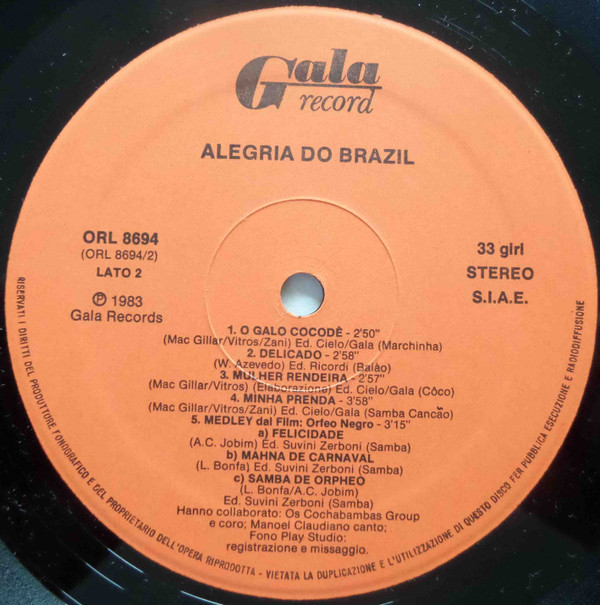 Gala
record
ALEGRIA DO BRAZIL
ORL 8694
(ORL 8694/2)
LATO 2
℗ 1983
Gala Records
33 giri
STEREO
S.I.A.E.
1. O GALO COCODÊ - 2'50"
(Mac Gillar/Vitros/Zani) Ed. Cielo/Gala (Marchinha)
2. DELICADO - 2'58"
(W. Azevedo) Ed. Ricordi (Baião)
3. MULHER RENDEIRA - 2'57"
(Mac Gillar/Vitros) (Elaborazione) Ed. Cielo/Gala (Côco)
4. MINHA PRENDA - 3'58"
(Mac Gillar/Vitros/Zani) Ed. Cielo/Gala (Samba Cancão)
5. MEDLEY dal Film: Orfeo Negro - 3'15"
a) FELICIDADE
(A.C. Jobim) Ed. Suvini Zerboni (Samba)
b) MAHNA DE CARNAVAL
(L. Bonfa) Ed. Suvini Zerboni (Samba)
c) SAMBA DE ORPHEO
(L. Bonfa/A.C. Jobim)
Ed. Suvini Zerboni (Samba)
Hanno collaborato: Os Cochabambas Group
e coro; Manoel Claudiano canto;
Fono Play Studio:
registrazione e missaggio.
RISERVATI I DIRITTI DEL PRODUTTORE FONOGRAFICO E DEL PROPRIETARIO DELL'OPERA RIPRODOTTA - VIETATA LA DUPLICAZIONE E L'UTILIZZAZIONE DI QUESTO DISCO PER PUBBLICA ESECUZIONE E RADIODIFFUSIONE